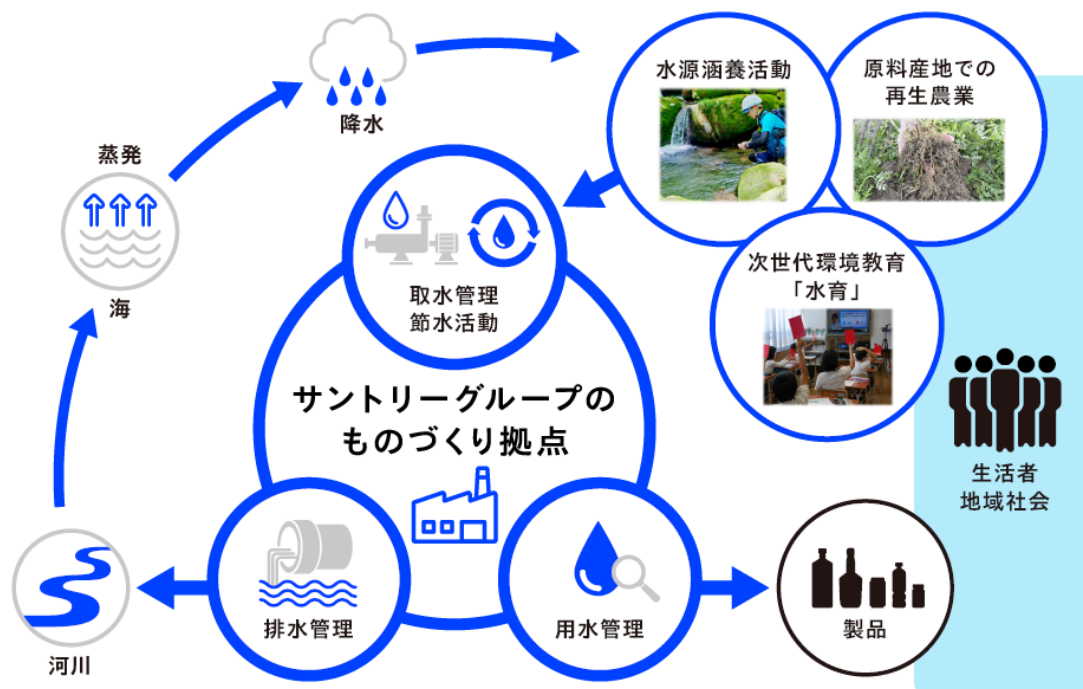 降水
水源涵養活動
原料産地での
再生農業
蒸発
海
取水管理
節水活動
次世代環境教育
「水育」
サントリーグループの
ものづくり拠点
生活者
地域社会
排水管理
用水管理
製品
河川